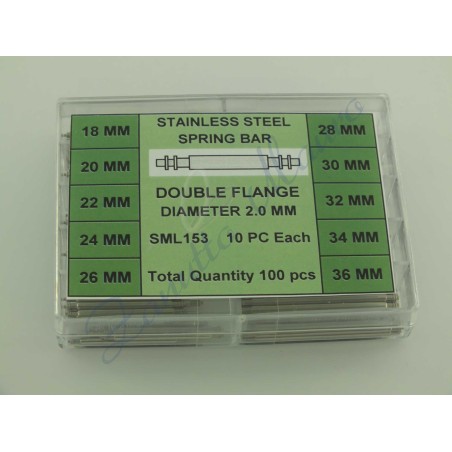 18 MM
20 MM
22 MM
24 MM
26 MM
STAINLESS STEEL
SPRING BAR
DOUBLE FLANGE
DIAMETER 2.0 MM
SML153 10 PC Each
Total Quantity 100 pcs
28 MM
30 MM
32 MM
34 MM
36 MM